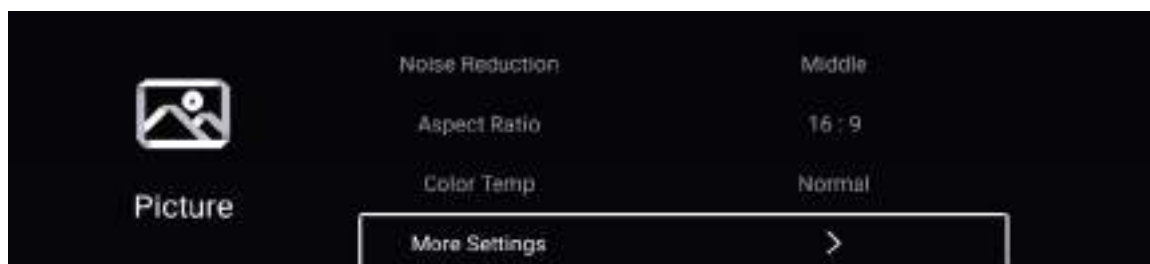 Noise Reduction Middle
Aspect Ratio 16 : 9
Color Temp Normal
Picture
More Settings >